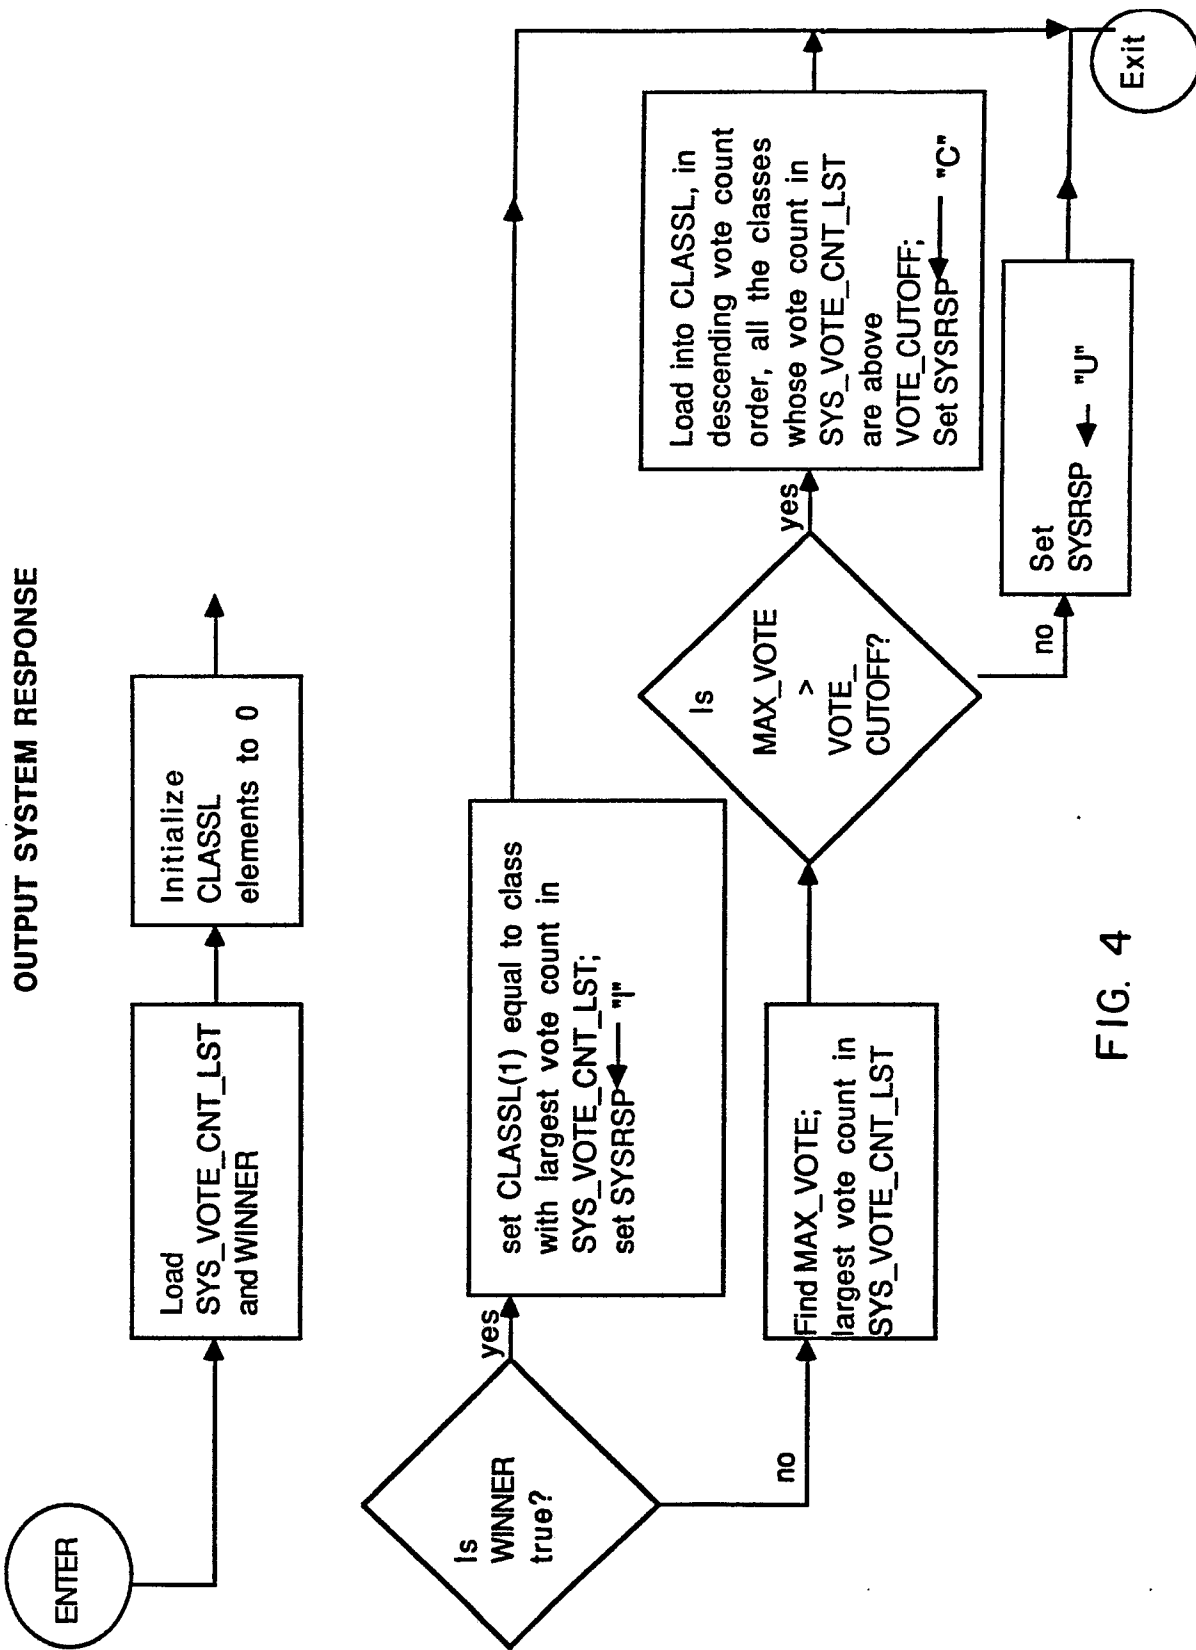 OUTPUT SYSTEM RESPONSE
ENTER
Load
SYS_VOTE_CNT_LST
and WINNER
Initialize
CLASSL
elements to 0
Is
WINNER
true?
yes
set CLASSL(1) equal to class
with largest vote count in
SYS_VOTE_CNT_LST;
set SYSRSP "I"
no
Find MAX_VOTE;
largest vote count in
SYS_VOTE_CNT_LST
Is
MAX_VOTE
>
VOTE_
CUTOFF?
yes
Load into CLASSL, in
descending vote count
order, all the classes
whose vote count in
SYS_VOTE_CNT_LST
are above
VOTE_CUTOFF;
Set SYSRSP "C"
no
Set
SYSRSP "U"
Exit
FIG. 4